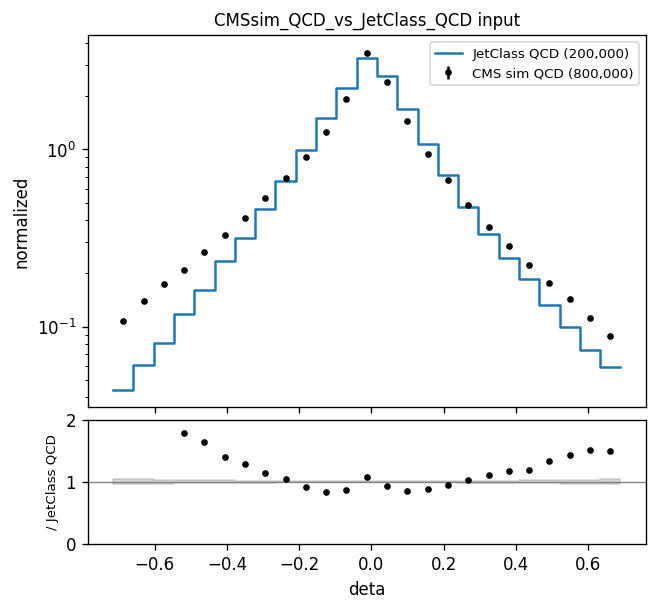 CMSsim_QCD_vs_JetClass_QCD input
JetClass QCD (200,000)
CMS sim QCD (800,000)
normalized
10⁰
10⁻¹
/ JetClass QCD
2
1
0
−0.6 −0.4 −0.2 0.0 0.2 0.4 0.6
deta